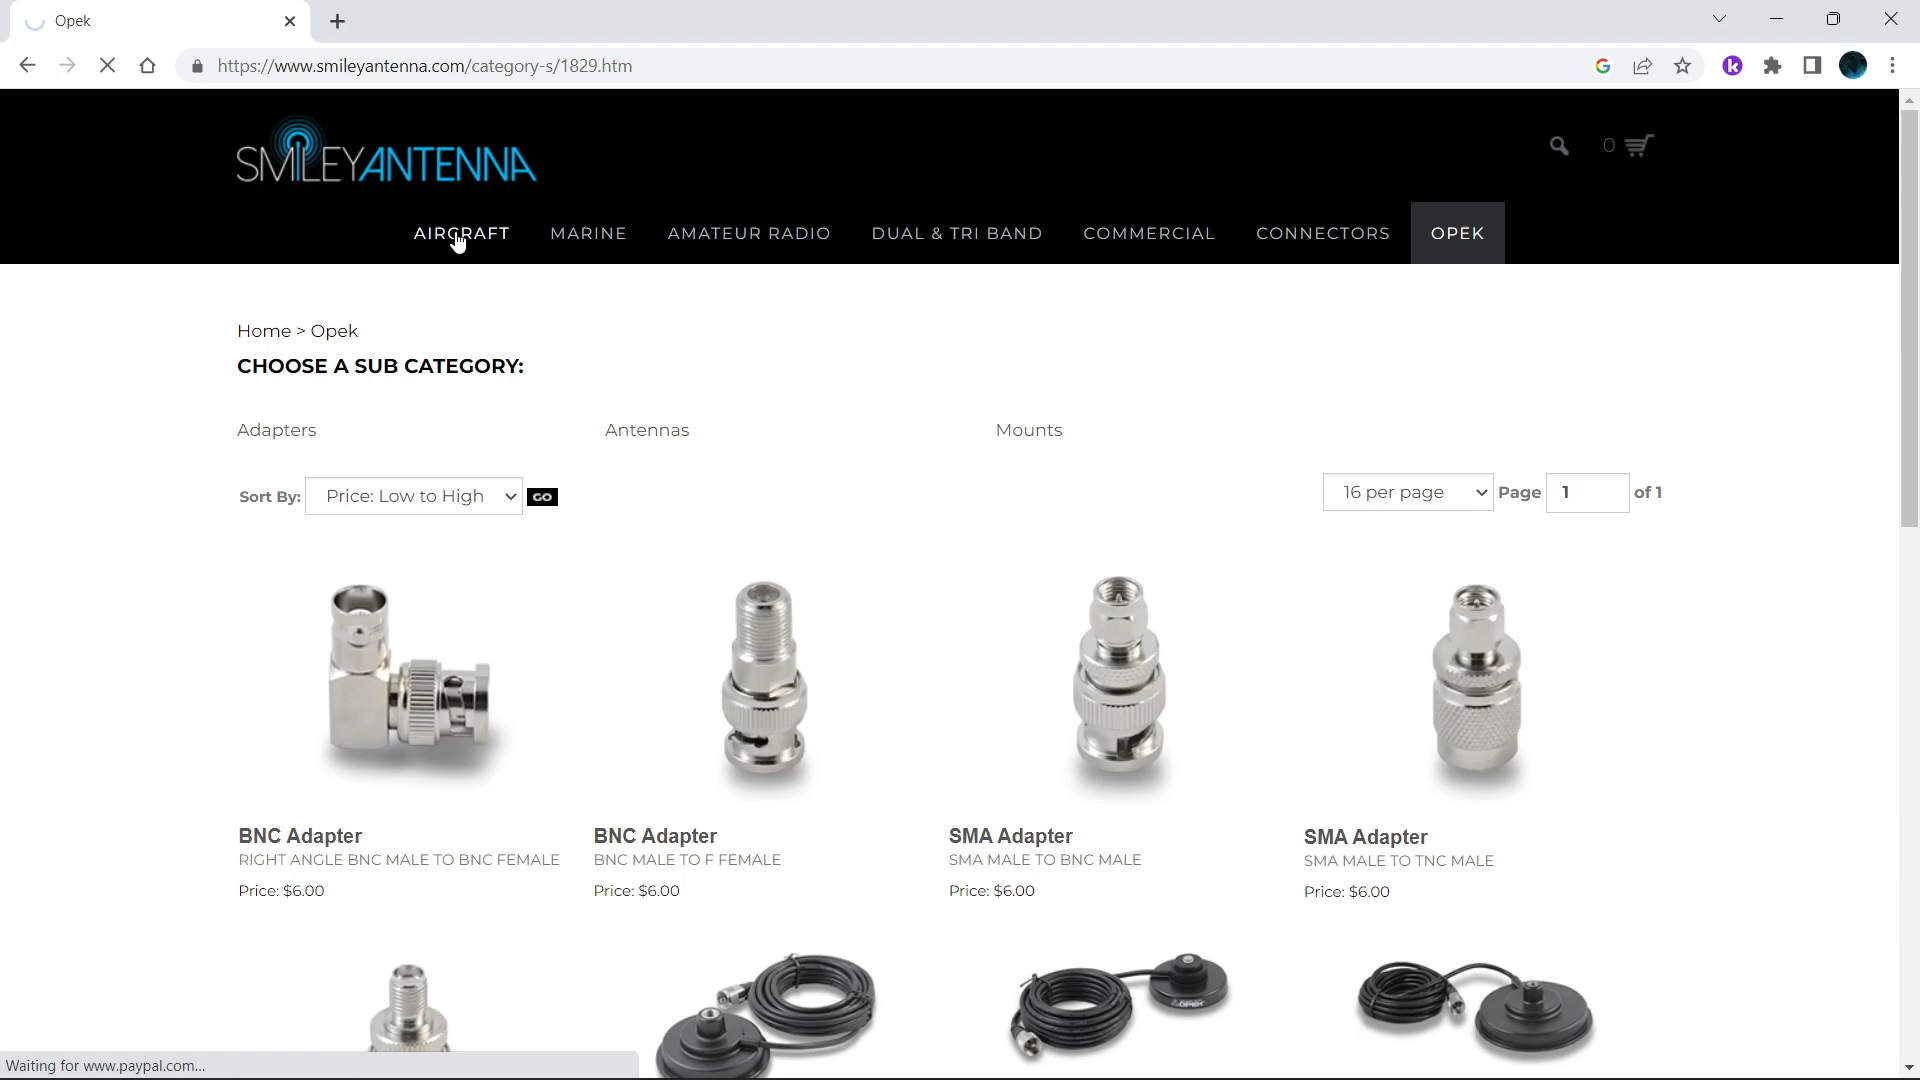 Opek
https://www.smileyantenna.com/category-s/1829.htm
SMILEYANTENNA
0
AIRCRAFT MARINE AMATEUR RADIO DUAL & TRI BAND COMMERCIAL CONNECTORS OPEK
Home > Opek
CHOOSE A SUB CATEGORY:
Adapters Antennas Mounts
Sort By: Price: Low to High GO 16 per page Page 1 of 1
BNC Adapter BNC Adapter SMA Adapter SMA Adapter
RIGHT ANGLE BNC MALE TO BNC FEMALE BNC MALE TO F FEMALE SMA MALE TO BNC MALE SMA MALE TO TNC MALE
Price: $6.00 Price: $6.00 Price: $6.00 Price: $6.00
OPEK
Waiting for www.paypal.com...